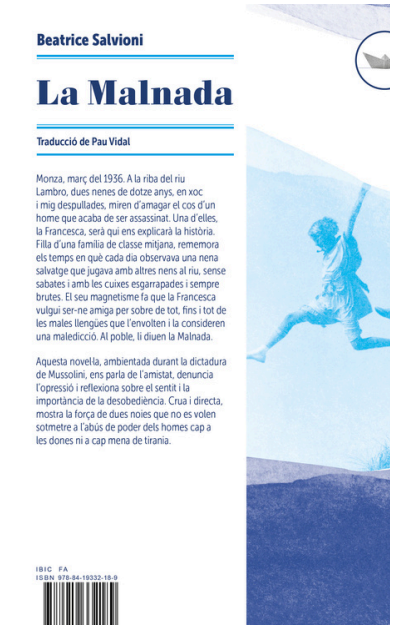 Beatrice Salvioni
La Malnada
Traducció de Pau Vidal
Monza, març del 1936. A la riba del riu
Lambro, dues nenes de dotze anys, en xoc
i mig despullades, miren d'amagar el cos d'un
home que acaba de ser assassinat. Una d'elles,
la Francesca, serà qui ens explicarà la història.
Filla d'una família de classe mitjana, rememora
els temps en què cada dia observava una nena
salvatge que jugava amb altres nens al riu, sense
sabates i amb les cuixes esgarrapades i sempre
brutes. El seu magnetisme fa que la Francesca
vulgui ser-ne amiga per sobre de tot, fins i tot de
les males llengües que l'envolten i la consideren
una maledicció. Al poble, li diuen la Malnada.
Aquesta novel·la, ambientada durant la dictadura
de Mussolini, ens parla de l'amistat, denuncia
l'opressió i reflexiona sobre el sentit i la
importància de la desobediència. Crua i directa,
mostra la força de dues noies que no es volen
sotmetre a l'abús de poder dels homes cap a
les dones ni a cap mena de tirania.
IBIC FA
ISBN 978-84-19332-18-9